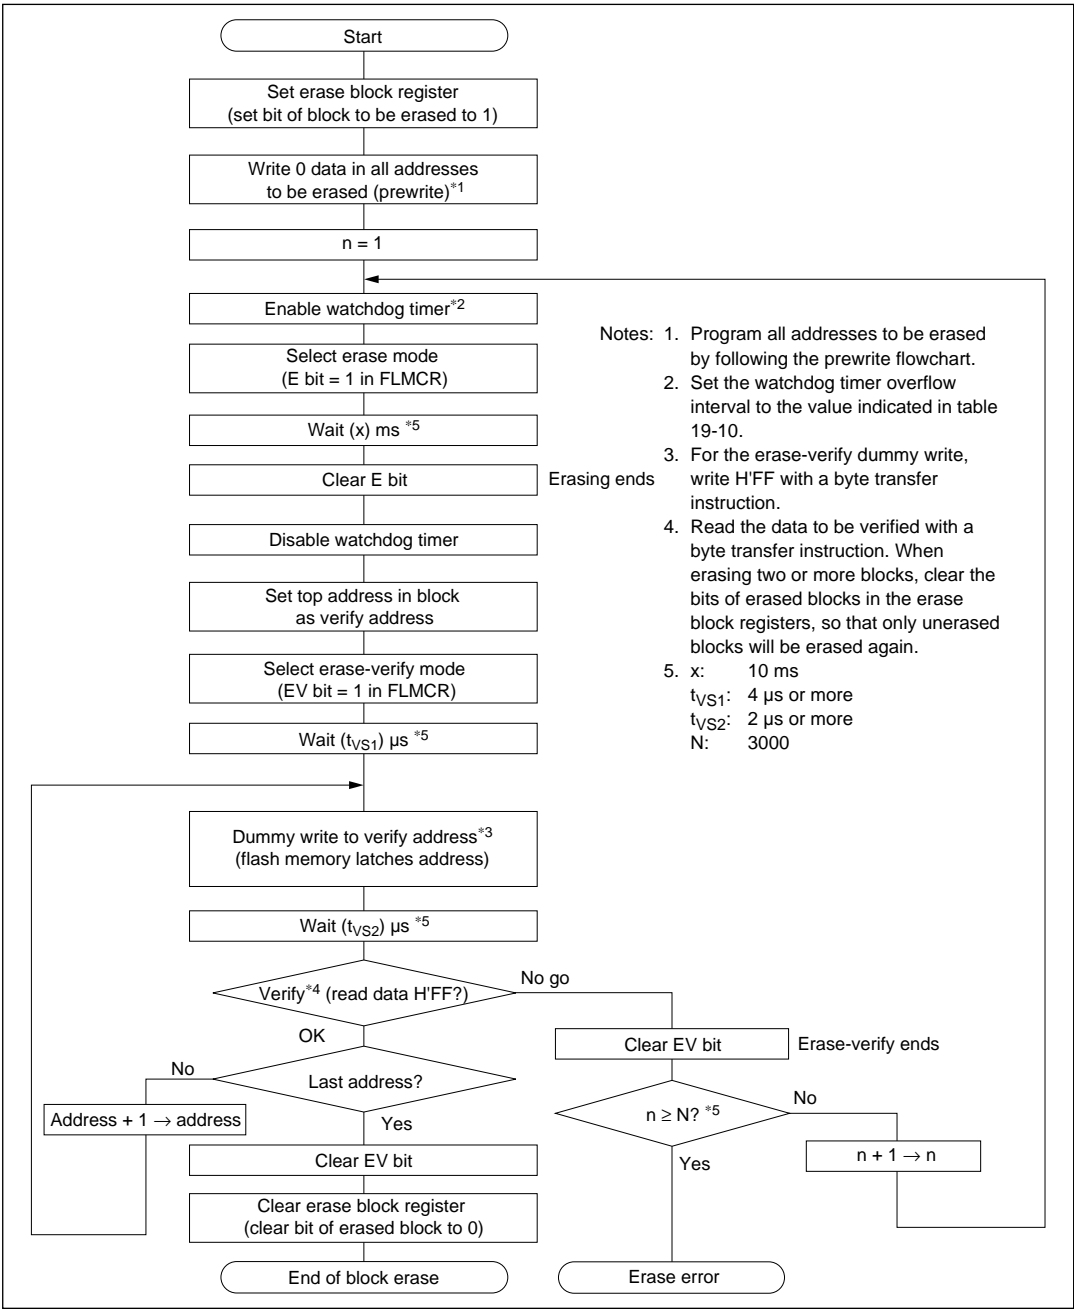 Start
Set erase block register
(set bit of block to be erased to 1)
Write 0 data in all addresses
to be erased (prewrite)*1
n = 1
Enable watchdog timer*2
Select erase mode
(E bit = 1 in FLMCR)
Wait (x) ms *5
Clear E bit
Erasing ends
Disable watchdog timer
Set top address in block
as verify address
Select erase-verify mode
(EV bit = 1 in FLMCR)
Wait (tVS1) µs *5
Dummy write to verify address*3
(flash memory latches address)
Wait (tVS2) µs *5
Verify*4 (read data H'FF?)
No go
OK
Last address?
No
Address + 1 → address
Yes
Clear EV bit
Clear erase block register
(clear bit of erased block to 0)
End of block erase
Clear EV bit
Erase-verify ends
n ≥ N? *5
No
n + 1 → n
Yes
Erase error
Notes: 1. Program all addresses to be erased
by following the prewrite flowchart.
2. Set the watchdog timer overflow
interval to the value indicated in table
19-10.
3. For the erase-verify dummy write,
write H'FF with a byte transfer
instruction.
4. Read the data to be verified with a
byte transfer instruction. When
erasing two or more blocks, clear the
bits of erased blocks in the erase
block registers, so that only unerased
blocks will be erased again.
5. x: 10 ms
tVS1: 4 µs or more
tVS2: 2 µs or more
N: 3000